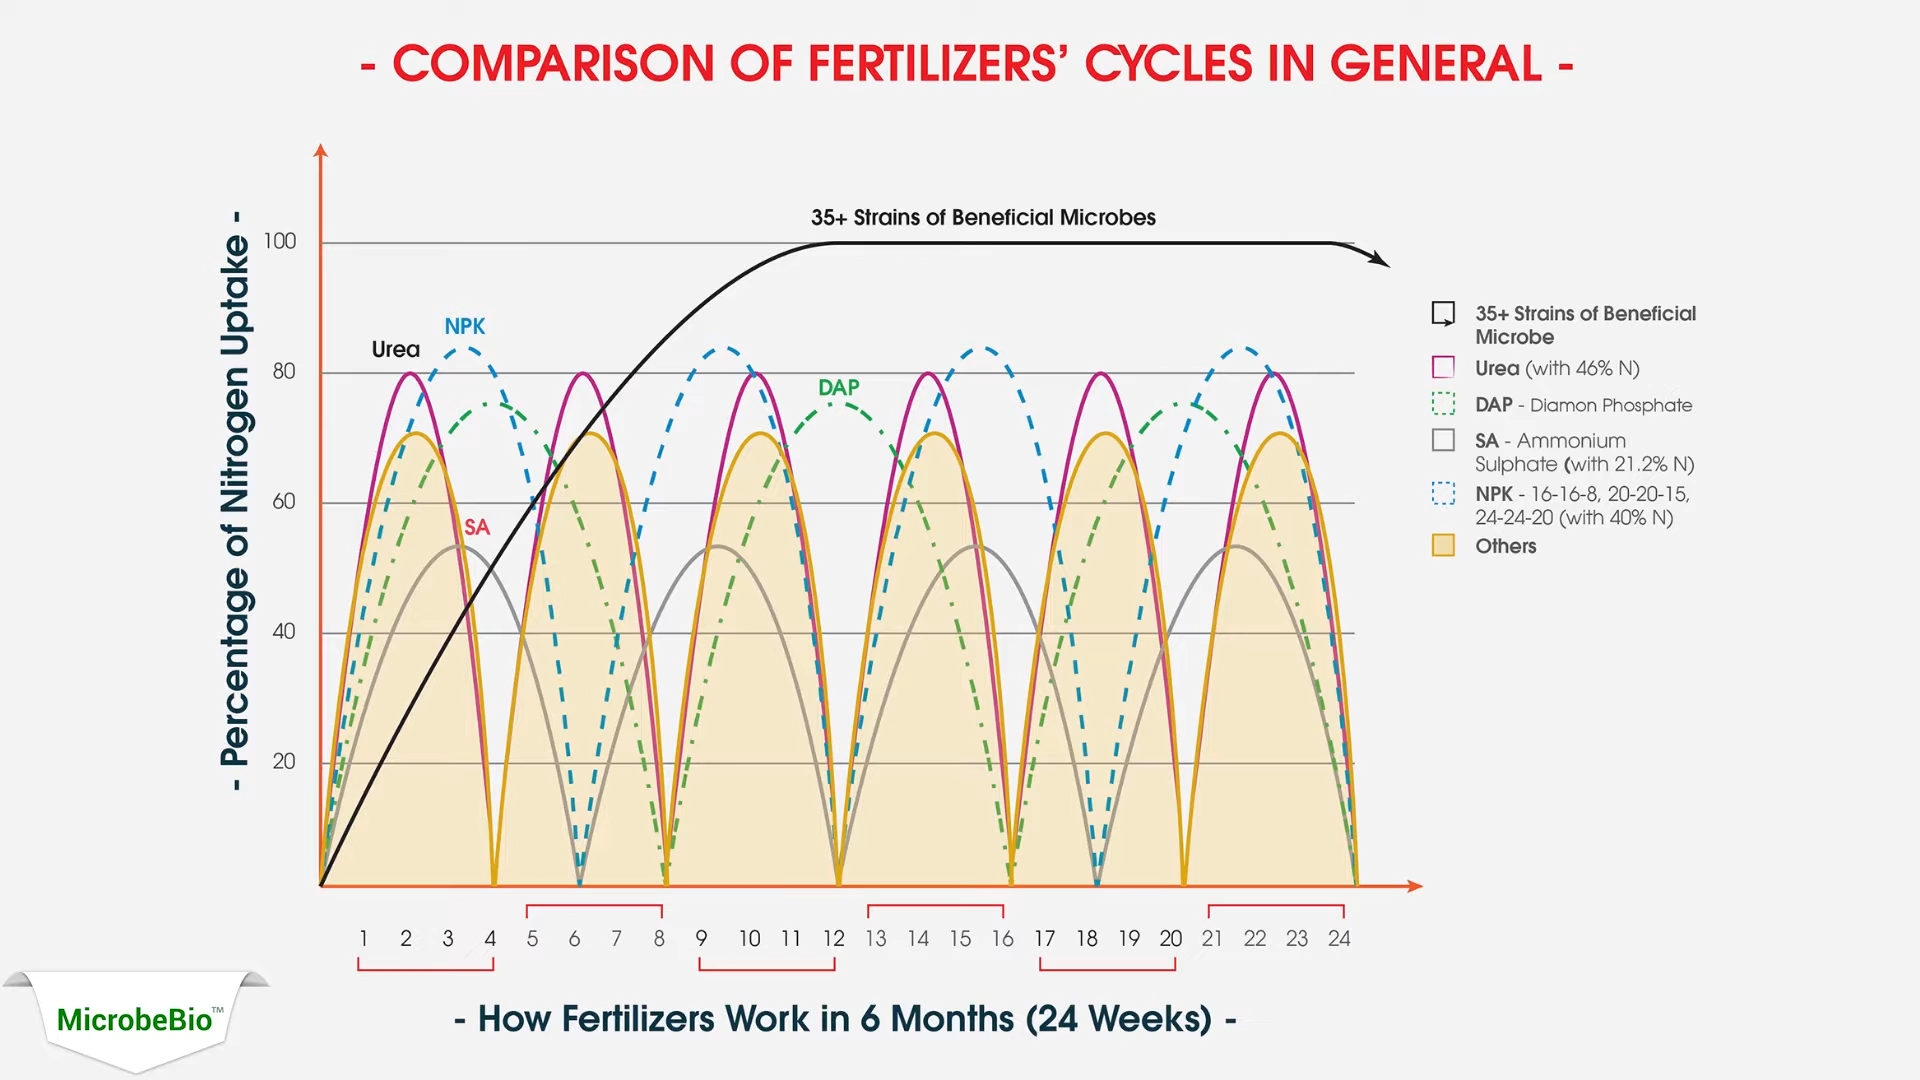 - COMPARISON OF FERTILIZERS’ CYCLES IN GENERAL -
- Percentage of Nitrogen Uptake -
100
80
60
40
20
35+ Strains of Beneficial Microbes
NPK
Urea
DAP
SA
35+ Strains of Beneficial
Microbe
Urea (with 46% N)
DAP - Diamon Phosphate
SA - Ammonium
Sulphate (with 21.2% N)
NPK - 16-16-8, 20-20-15,
24-24-20 (with 40% N)
Others
1 2 3 4 5 6 7 8 9 10 11 12 13 14 15 16 17 18 19 20 21 22 23 24
- How Fertilizers Work in 6 Months (24 Weeks) -
MicrobeBio™